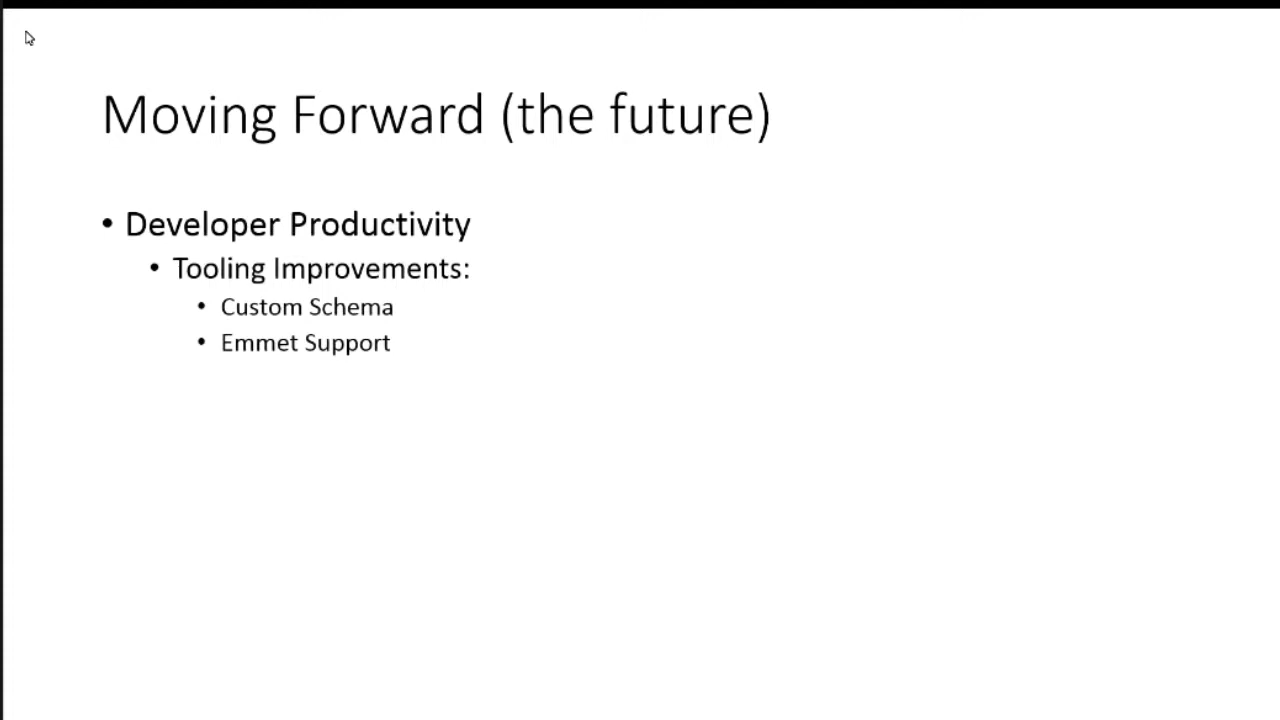 Moving Forward (the future)
• Developer Productivity
• Tooling Improvements:
• Custom Schema
• Emmet Support